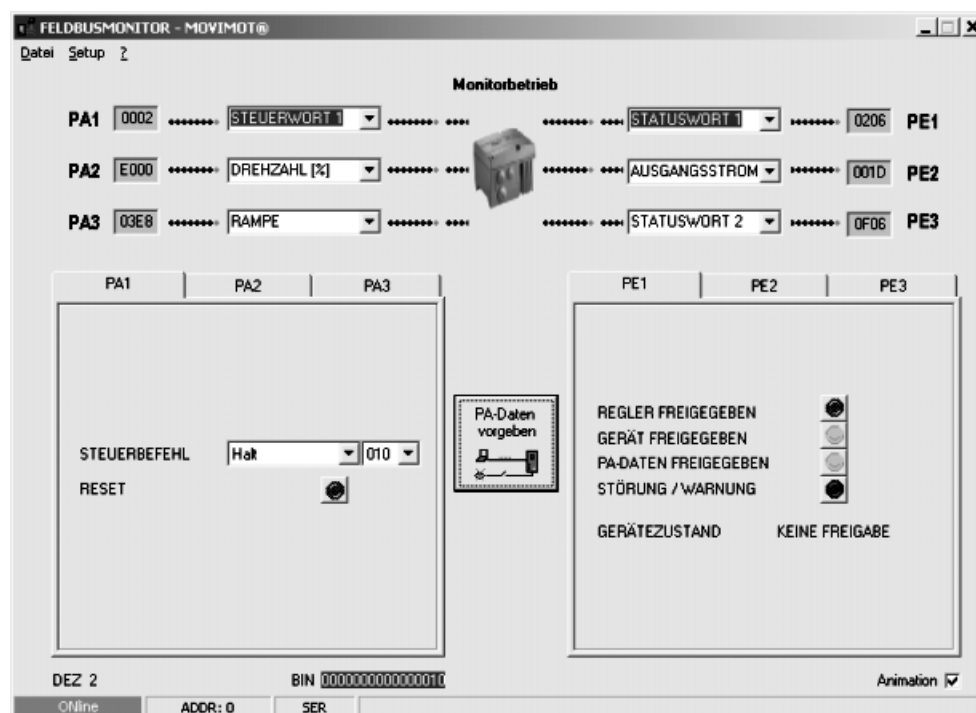 FELDBUSMONITOR - MOVIMOT®
Datei Setup ?
Monitorbetrieb
PA1 0002 STEUERWORT 1 STATUSWORT 1 0206 PE1
PA2 E000 DREHZAHL [%] AUSGANGSSTROM 001D PE2
PA3 03E8 RAMPE STATUSWORT 2 0F06 PE3
PA1 PA2 PA3 PE1 PE2 PE3
PA-Daten
vorgeben
STEUERBEFEHL Halt 010
RESET
REGLER FREIGEGEBEN
GERÄT FREIGEGEBEN
PA-DATEN FREIGEGEBEN
STÖRUNG / WARNUNG
GERÄTEZUSTAND KEINE FREIGABE
DEZ 2 BIN 0000000000000010 Animation
ONline ADDR: 0 SER